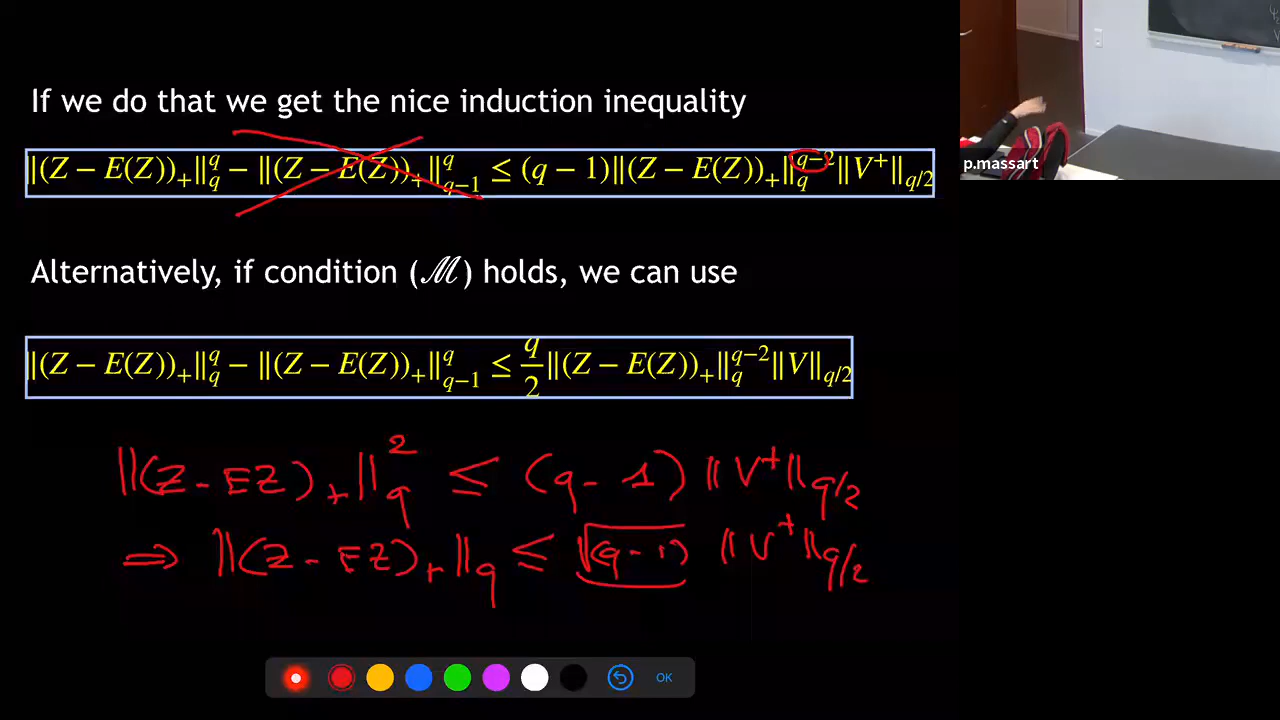 If we do that we get the nice induction inequality
‖(Z − E(Z))₊‖_q^q − ‖(Z − E(Z))₊‖_{q−1}^q ≤ (q − 1)‖(Z − E(Z))₊‖_q^{q−2}‖V⁺‖_{q/2}
p.massart
Alternatively, if condition (ℳ) holds, we can use
‖(Z − E(Z))₊‖_q^q − ‖(Z − E(Z))₊‖_{q−1}^q ≤ \frac{q}{2}‖(Z − E(Z))₊‖_q^{q−2}‖V‖_{q/2}
‖(Z − EZ)₊‖_q^2 ≤ (q − 1) ‖V⁺‖_{q/2}
⇒ ‖(Z − EZ)₊‖_q ≤ √(q − 1) ‖V⁺‖_{q/2}
OK